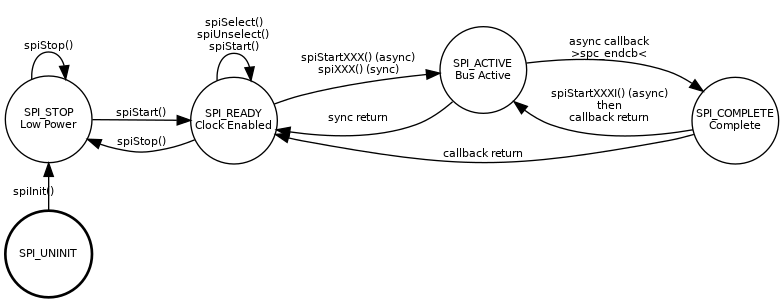 spiStop()
SPI_STOP
Low Power
spiInit()
SPI_UNINIT
spiStart()
spiStop()
spiSelect()
spiUnselect()
spiStart()
SPI_READY
Clock Enabled
spiStartXXX() (async)
spiXXX() (sync)
sync return
SPI_ACTIVE
Bus Active
async callback
>spc_endcb<
spiStartXXXI() (async)
then
callback return
callback return
SPI_COMPLETE
Complete